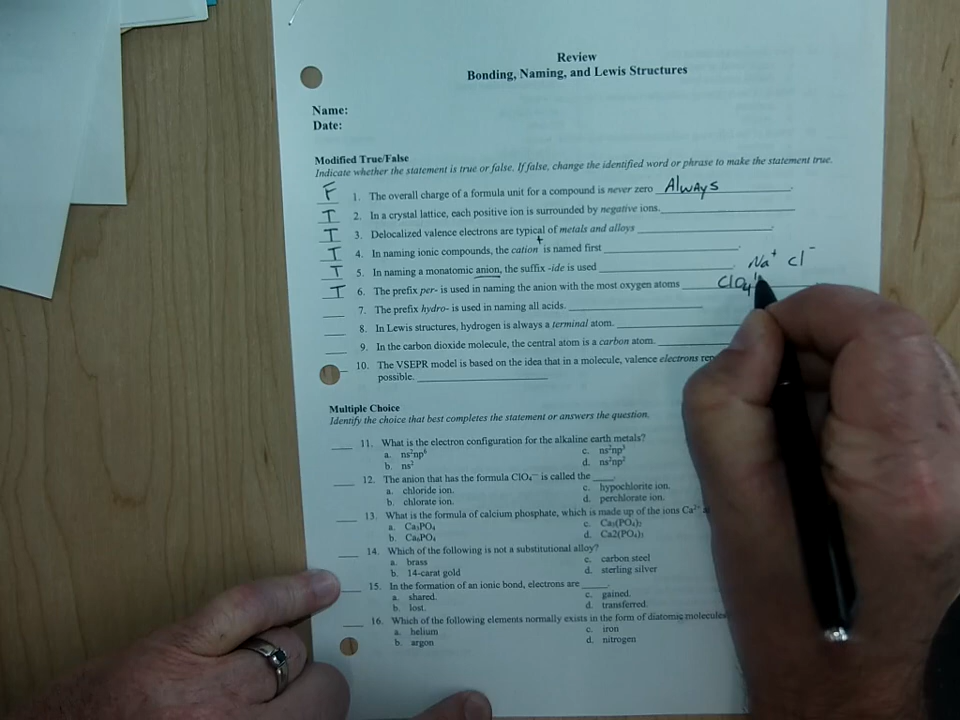 Review
Bonding, Naming, and Lewis Structures
Name:
Date:
Modified True/False
Indicate whether the statement is true or false. If false, change the identified word or phrase to make the statement true.
F 1. The overall charge of a formula unit for a compound is never zero Always.
T 2. In a crystal lattice, each positive ion is surrounded by negative ions.
T 3. Delocalized valence electrons are typical of metals and alloys
+
T 4. In naming ionic compounds, the cation is named first
T 5. In naming a monatomic anion, the suffix -ide is used Na⁺ Cl⁻
T 6. The prefix per- is used in naming the anion with the most oxygen atoms ClO₄
7. The prefix hydro- is used in naming all acids.
8. In Lewis structures, hydrogen is always a terminal atom.
9. In the carbon dioxide molecule, the central atom is a carbon atom.
10. The VSEPR model is based on the idea that in a molecule, valence electrons
possible.
Multiple Choice
Identify the choice that best completes the statement or answers the question.
11. What is the electron configuration for the alkaline earth metals?
a. ns²np⁶ c. ns²np⁵
b. ns² d. ns²np²
12. The anion that has the formula ClO₄⁻ is called the
a. chloride ion. c. hypochlorite ion.
b. chlorate ion. d. perchlorate ion.
13. What is the formula of calcium phosphate, which is made up of the ions Ca²⁺
a. Ca₃PO₄ c. Ca₃(PO₄)₂
b. Ca₆PO₄ d. Ca2(PO₄)₃
14. Which of the following is not a substitutional alloy?
a. brass c. carbon steel
b. 14-carat gold d. sterling silver
15. In the formation of an ionic bond, electrons are
a. shared. c. gained.
b. lost. d. transferred.
16. Which of the following elements normally exists in the form of diatomic molecules
a. helium c. iron
b. argon d. nitrogen